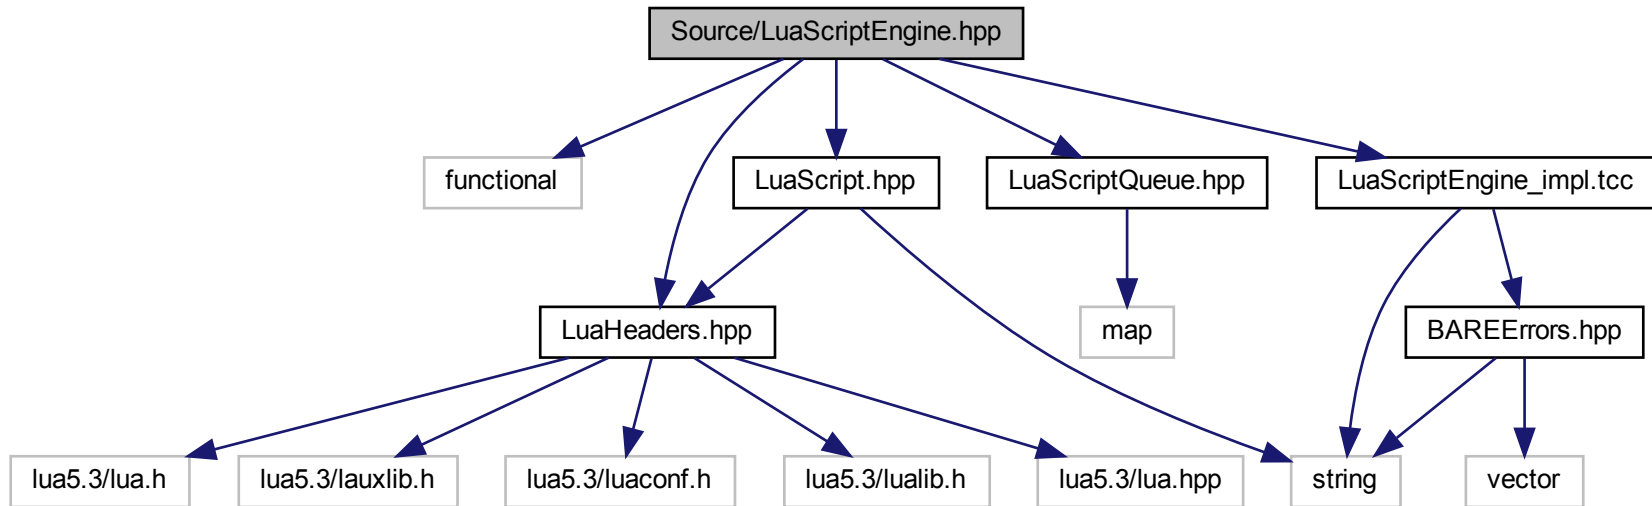 Source/LuaScriptEngine.hpp
functional
LuaScript.hpp
LuaScriptQueue.hpp
LuaScriptEngine_impl.tcc
LuaHeaders.hpp
map
BAREErrors.hpp
lua5.3/lua.h
lua5.3/lauxlib.h
lua5.3/luaconf.h
lua5.3/lualib.h
lua5.3/lua.hpp
string
vector